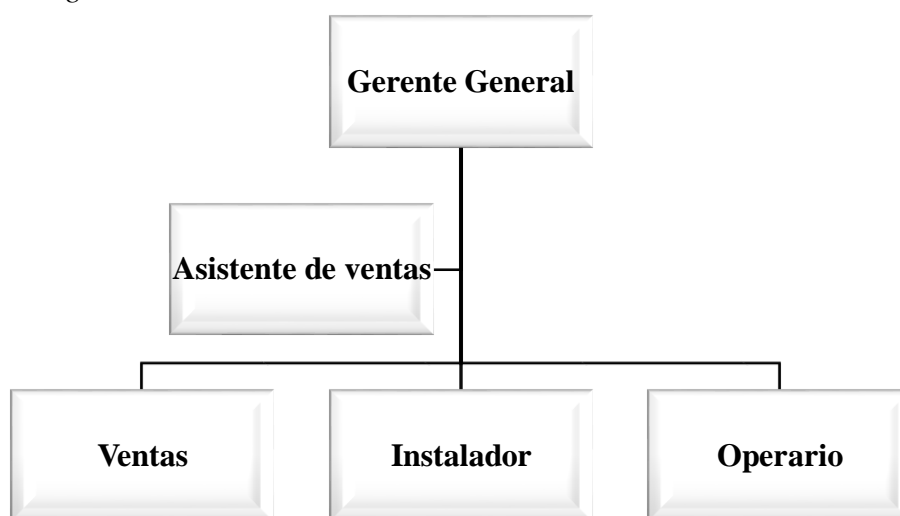 Gerente General
Asistente de ventas
Ventas
Instalador
Operario